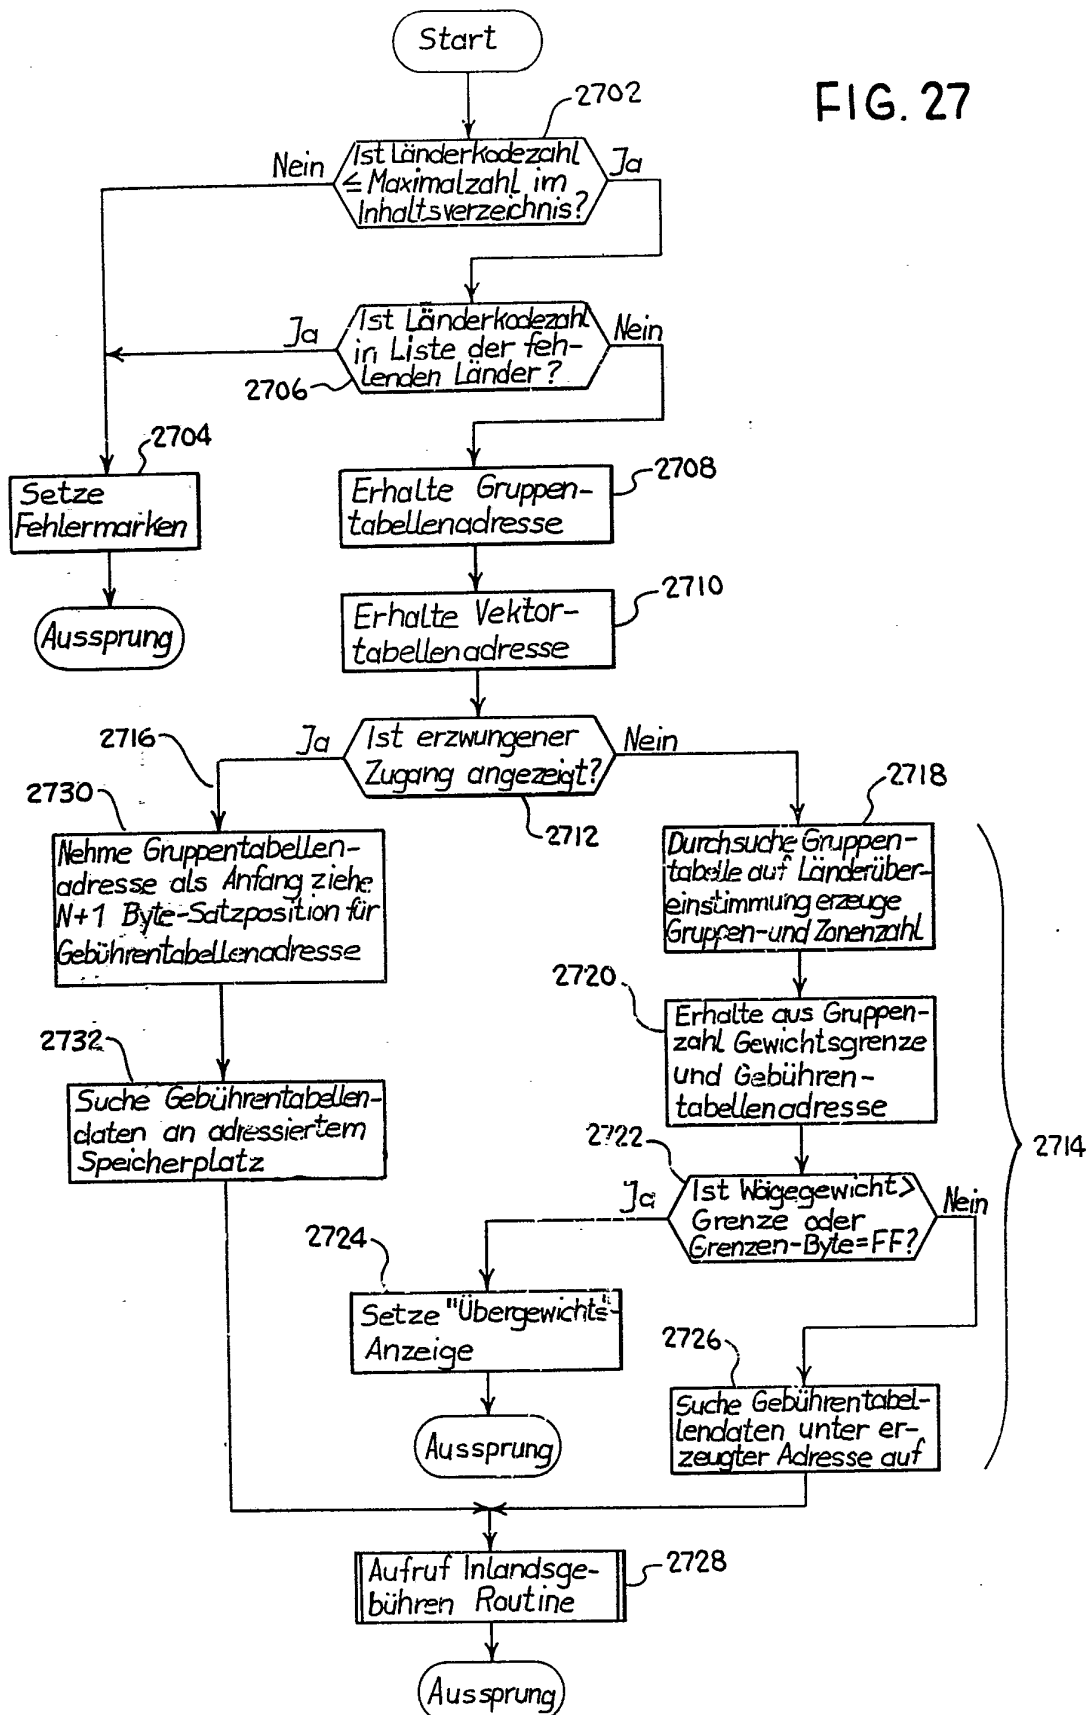 Start
FIG. 27
2702
Nein
Ist Länderkodezahl
≤ Maximalzahl im
Inhaltsverzeichnis?
Ja
Ja
Ist Länderkodezahl
in Liste der feh-
lenden Länder?
Nein
2706
2704
Setze
Fehlermarken
Aussprung
2708
Erhalte Gruppen-
tabellenadresse
2710
Erhalte Vektor-
tabellenadresse
2716
Ja
Ist erzwungener
Zugang angezeigt?
Nein
2712
2730
Nehme Gruppentabellen-
adresse als Anfang ziehe
N+1 Byte-Satzposition für
Gebührentabellenadresse
2718
Durchsuche Gruppen-
tabelle auf Länderüber-
einstimmung erzeuge
Gruppen-und Zonenzahl
2720
Erhalte aus Gruppen-
zahl Gewichtsgrenze
und Gebühren-
tabellenadresse
2732
Suche Gebührentabellen-
daten an adressiertem
Speicherplatz
2714
2722
Ja
Ist Wägegewicht >
Grenze oder
Grenzen-Byte=FF?
Nein
2724
Setze "Übergewichts"-
Anzeige
Aussprung
2726
Suche Gebührentabel-
lendaten unter er-
zeugter Adresse auf
2728
Aufruf Inlandsge-
bühren Routine
Aussprung